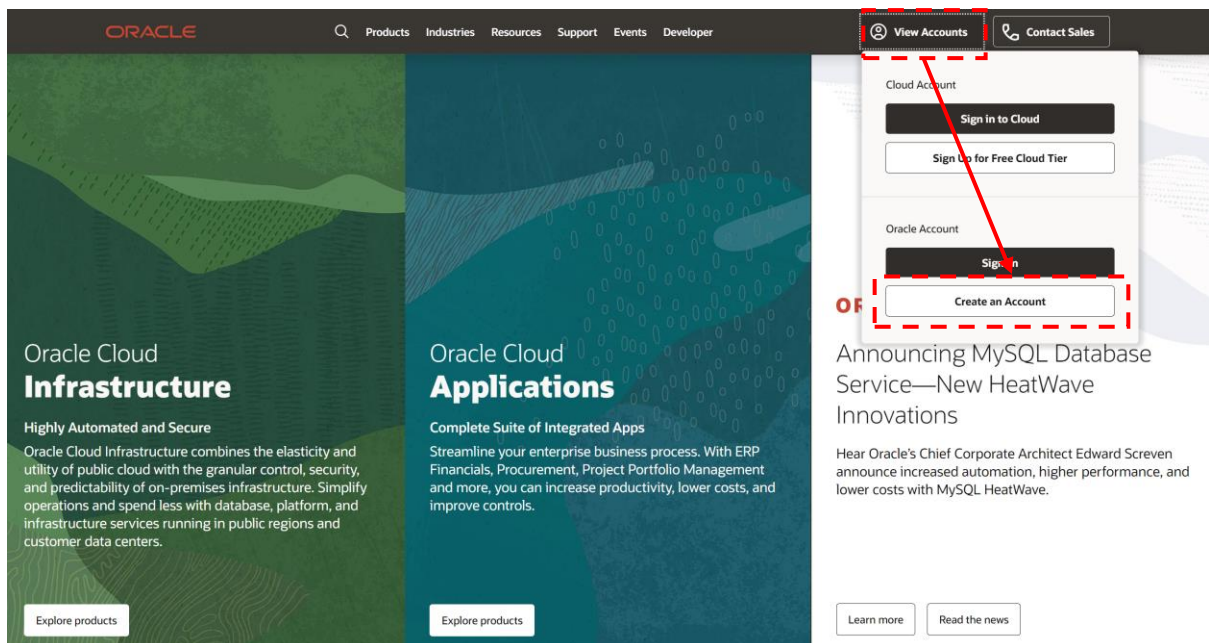 ORACLE
Products Industries Resources Support Events Developer
View Accounts
Contact Sales
Cloud Account
Sign in to Cloud
Sign Up for Free Cloud Tier
Oracle Account
Sign in
Create an Account
Oracle Cloud
Infrastructure
Highly Automated and Secure
Oracle Cloud Infrastructure combines the elasticity and
utility of public cloud with the granular control, security,
and predictability of on-premises infrastructure. Simplify
operations and spend less with database, platform, and
infrastructure services running in public regions and
customer data centers.
Explore products
Oracle Cloud
Applications
Complete Suite of Integrated Apps
Streamline your enterprise business process. With ERP
Financials, Procurement, Project Portfolio Management
and more, you can increase productivity, lower costs, and
improve controls.
Explore products
OR
Announcing MySQL Database
Service—New HeatWave
Innovations
Hear Oracle's Chief Corporate Architect Edward Screven
announce increased automation, higher performance, and
lower costs with MySQL HeatWave.
Learn more
Read the news